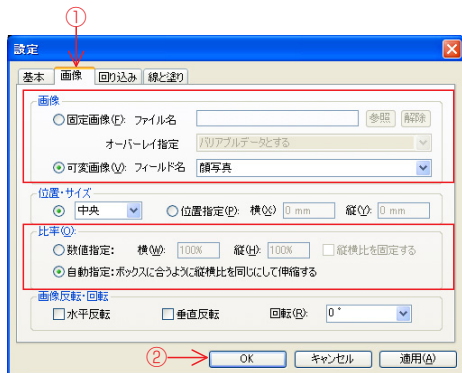 ①
設定
基本 画像 回り込み 線と塗り
画像
固定画像(F): ファイル名 参照 解除
オーバーレイ指定 バリアブルデータとする
可変画像(V): フィールド名 顔写真
位置・サイズ
中央 位置指定(P): 横(X) 0 mm 縦(Y): 0 mm
比率(O):
数値指定: 横(W): 100% 縦(H): 100% 縦横比を固定する
自動指定:ボックスに合うように縦横比を同じにして伸縮する
画像反転・回転
水平反転 垂直反転 回転(R): 0°
② OK キャンセル 適用(A)